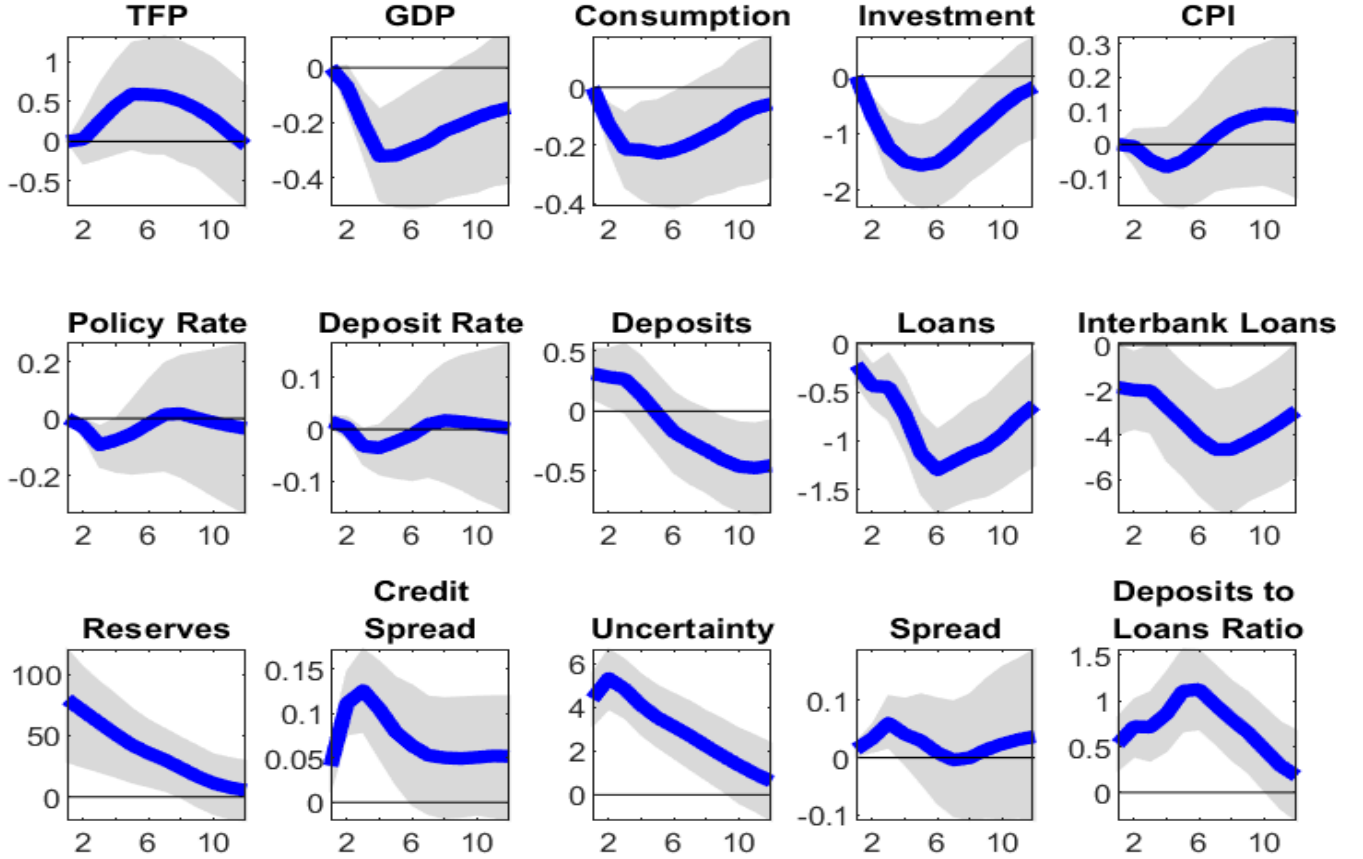 TFP GDP Consumption Investment CPI
1 0 0 0 0.3
0.5 -0.2 -0.2 -1 0.2
0 -0.4 -0.4 -2 0.1
-0.5 0
-0.1
2 6 10 2 6 10 2 6 10 2 6 10 2 6 10
Policy Rate Deposit Rate Deposits Loans Interbank Loans
0.2 0.1 0.5 0 0
0 0 0 -0.5 -2
-0.2 -0.1 -0.5 -1 -4
-1.5 -6
2 6 10 2 6 10 2 6 10 2 6 10 2 6 10
Credit Deposits to
Reserves Spread Uncertainty Spread Loans Ratio
100 0.15 6 0.1 1.5
50 0.1 4 0 1
0 0.05 2 -0.1 0.5
0 0 0
2 6 10 2 6 10 2 6 10 2 6 10 2 6 10